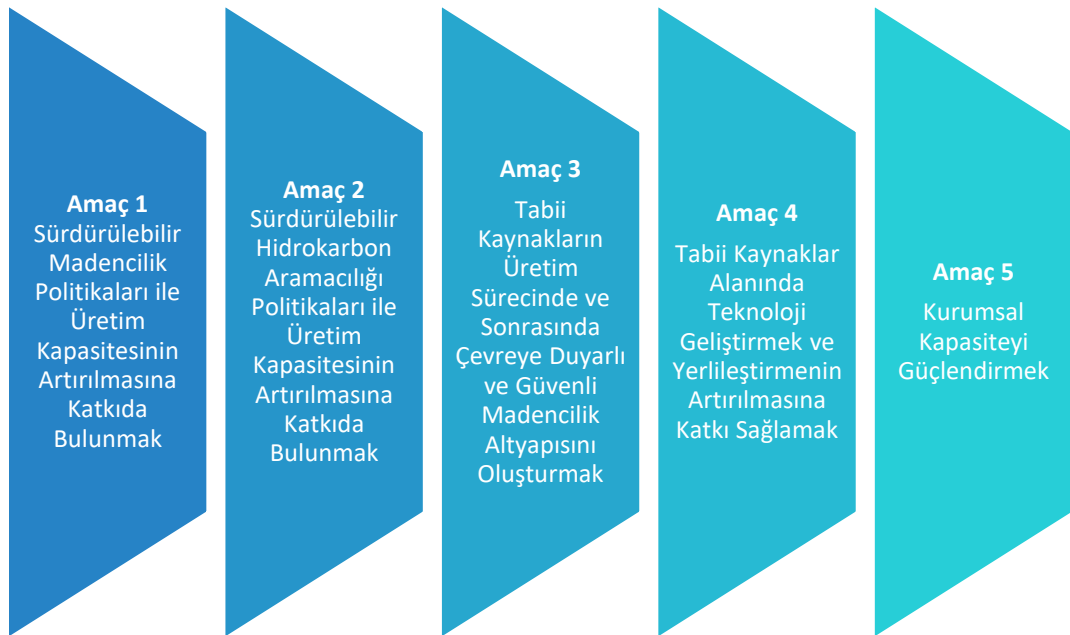 Amaç 1
Sürdürülebilir
Madencilik
Politikaları ile
Üretim
Kapasitesinin
Artırılmasına
Katkıda
Bulunmak
Amaç 2
Sürdürülebilir
Hidrokarbon
Aramacılığı
Politikaları ile
Üretim
Kapasitesinin
Artırılmasına
Katkıda
Bulunmak
Amaç 3
Tabii
Kaynakların
Üretim
Sürecinde ve
Sonrasında
Çevreye Duyarlı
ve Güvenli
Madencilik
Altyapısını
Oluşturmak
Amaç 4
Tabii Kaynaklar
Alanında
Teknoloji
Geliştirmek ve
Yerlileştirmenin
Artırılmasına
Katkı Sağlamak
Amaç 5
Kurumsal
Kapasiteyi
Güçlendirmek